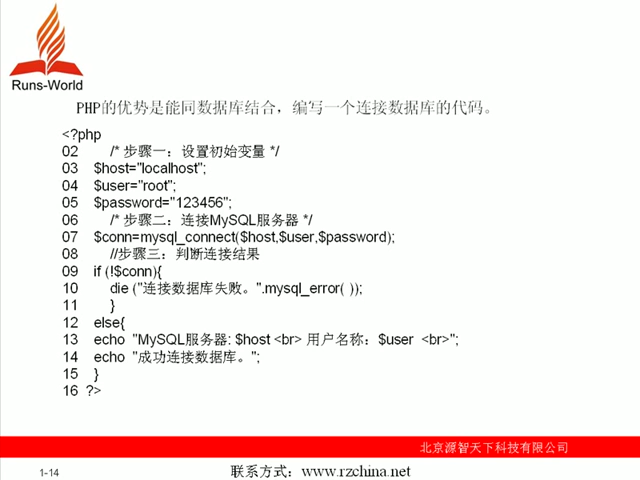 Runs-World
PHP的优势是能同数据库结合，编写一个连接数据库的代码。
<?php
02 /* 步骤一：设置初始变量 */
03 $host="localhost";
04 $user="root";
05 $password="123456";
06 /* 步骤二：连接MySQL服务器 */
07 $conn=mysql_connect($host,$user,$password);
08 //步骤三：判断连接结果
09 if (!$conn){
10 die ("连接数据库失败。".mysql_error( ));
11 }
12 else{
13 echo "MySQL服务器: $host <br> 用户名称：$user <br>";
14 echo "成功连接数据库。";
15 }
16 ?>
北京源智天下科技有限公司
1-14
联系方式：www.rzchina.net